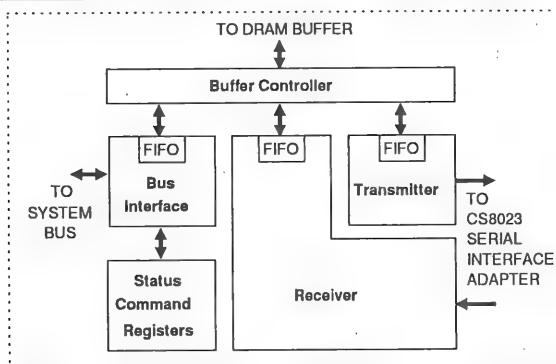 TO DRAM BUFFER
Buffer Controller
FIFO
FIFO
FIFO
Bus
Interface
Transmitter
TO
SYSTEM
BUS
TO
CS8023
SERIAL
INTERFACE
ADAPTER
Status
Command
Registers
Receiver